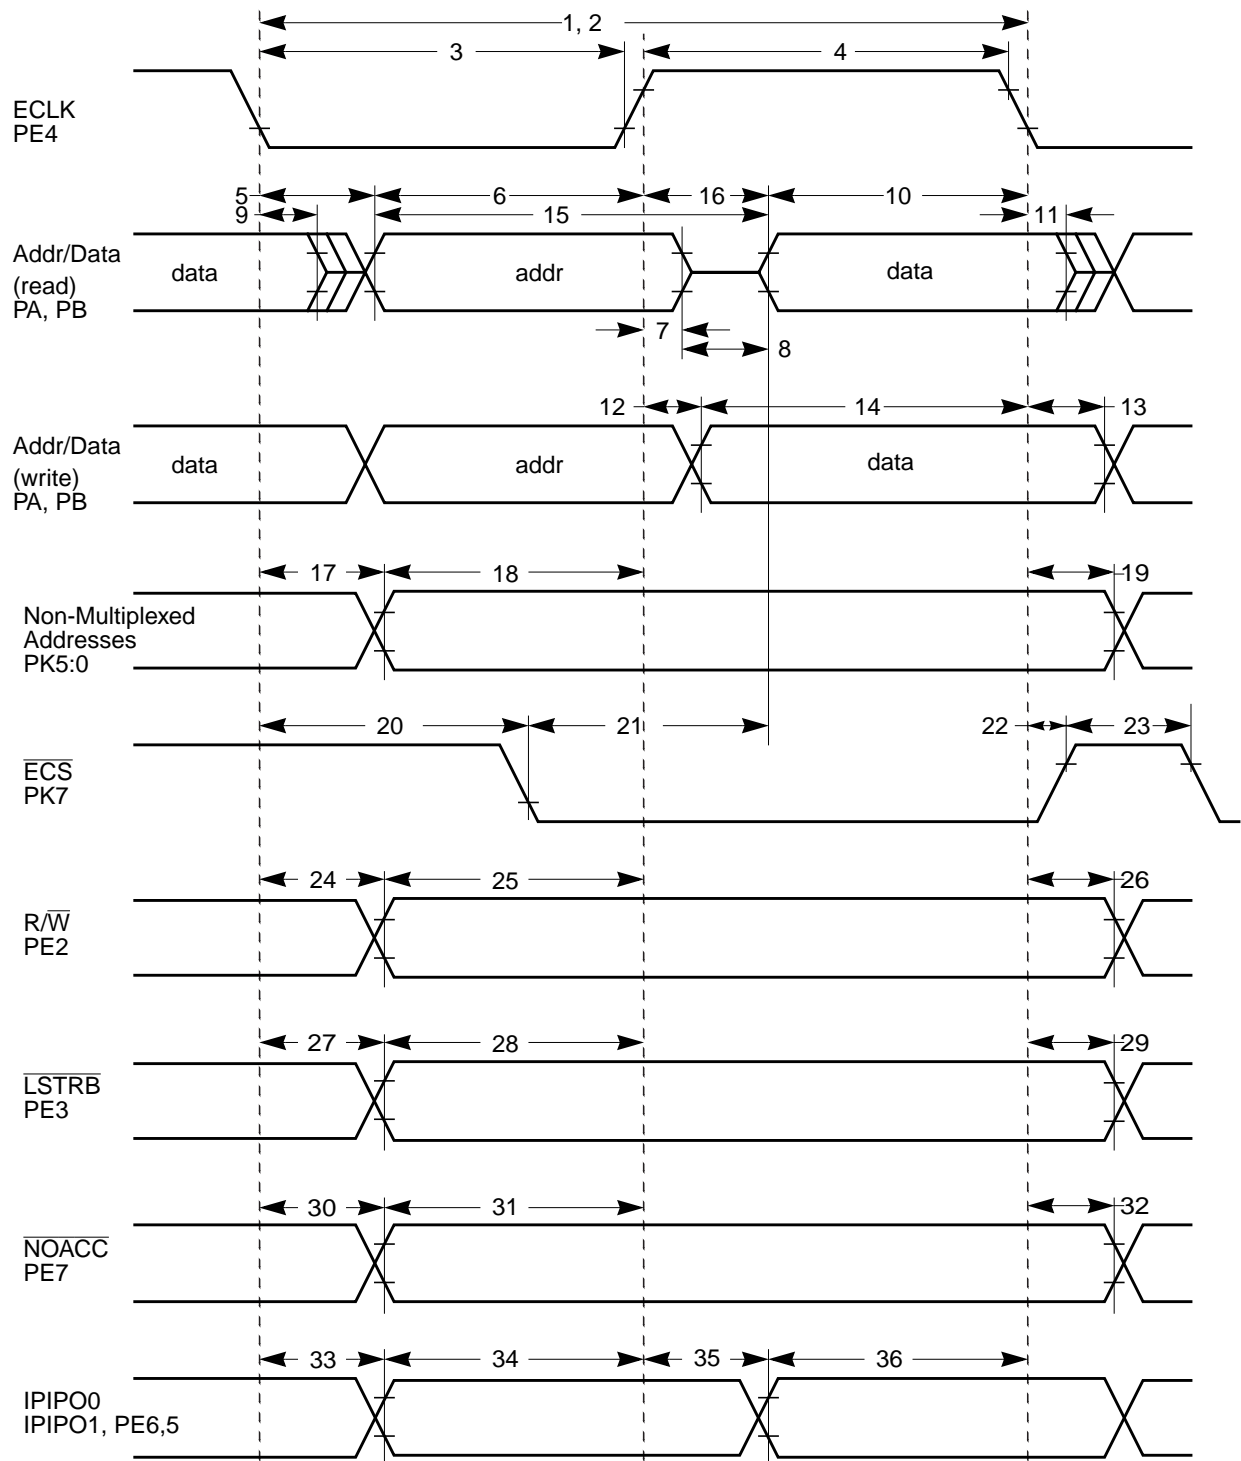 1, 2
3 4
ECLK
PE4
5 6 16 10
9 15 11
Addr/Data
(read)
PA, PB
data addr data
7
8
12 14 13
Addr/Data
(write)
PA, PB
data addr data
17 18 19
Non-Multiplexed
Addresses
PK5:0
20 21 22 23
ECS
PK7
24 25 26
R/W
PE2
27 28 29
LSTRB
PE3
30 31 32
NOACC
PE7
33 34 35 36
IPIPO0
IPIPO1, PE6,5